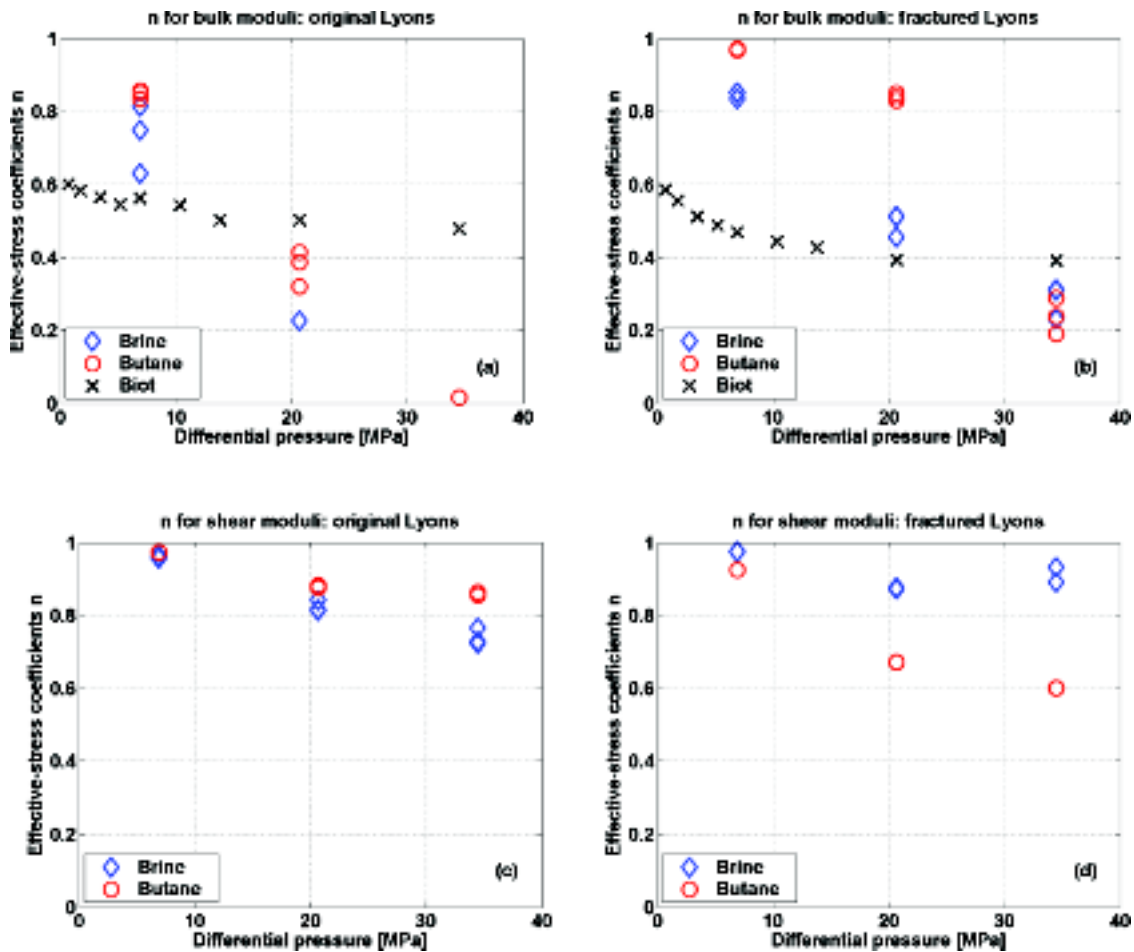 n for bulk moduli: original Lyons
Effective-stress coefficients n
1
0.8
0.6
0.4
0.2
0
Brine
Butane
Biot
(a)
0 10 20 30 40
Differential pressure [MPa]
n for bulk moduli: fractured Lyons
Effective-stress coefficients n
1
0.8
0.6
0.4
0.2
0
Brine
Butane
Biot
(b)
0 10 20 30 40
Differential pressure [MPa]
n for shear moduli: original Lyons
Effective-stress coefficients n
1
0.8
0.6
0.4
0.2
0
Brine
Butane
(c)
0 10 20 30 40
Differential pressure [MPa]
n for shear moduli: fractured Lyons
Effective-stress coefficients n
1
0.8
0.6
0.4
0.2
0
Brine
Butane
(d)
0 10 20 30 40
Differential pressure [MPa]